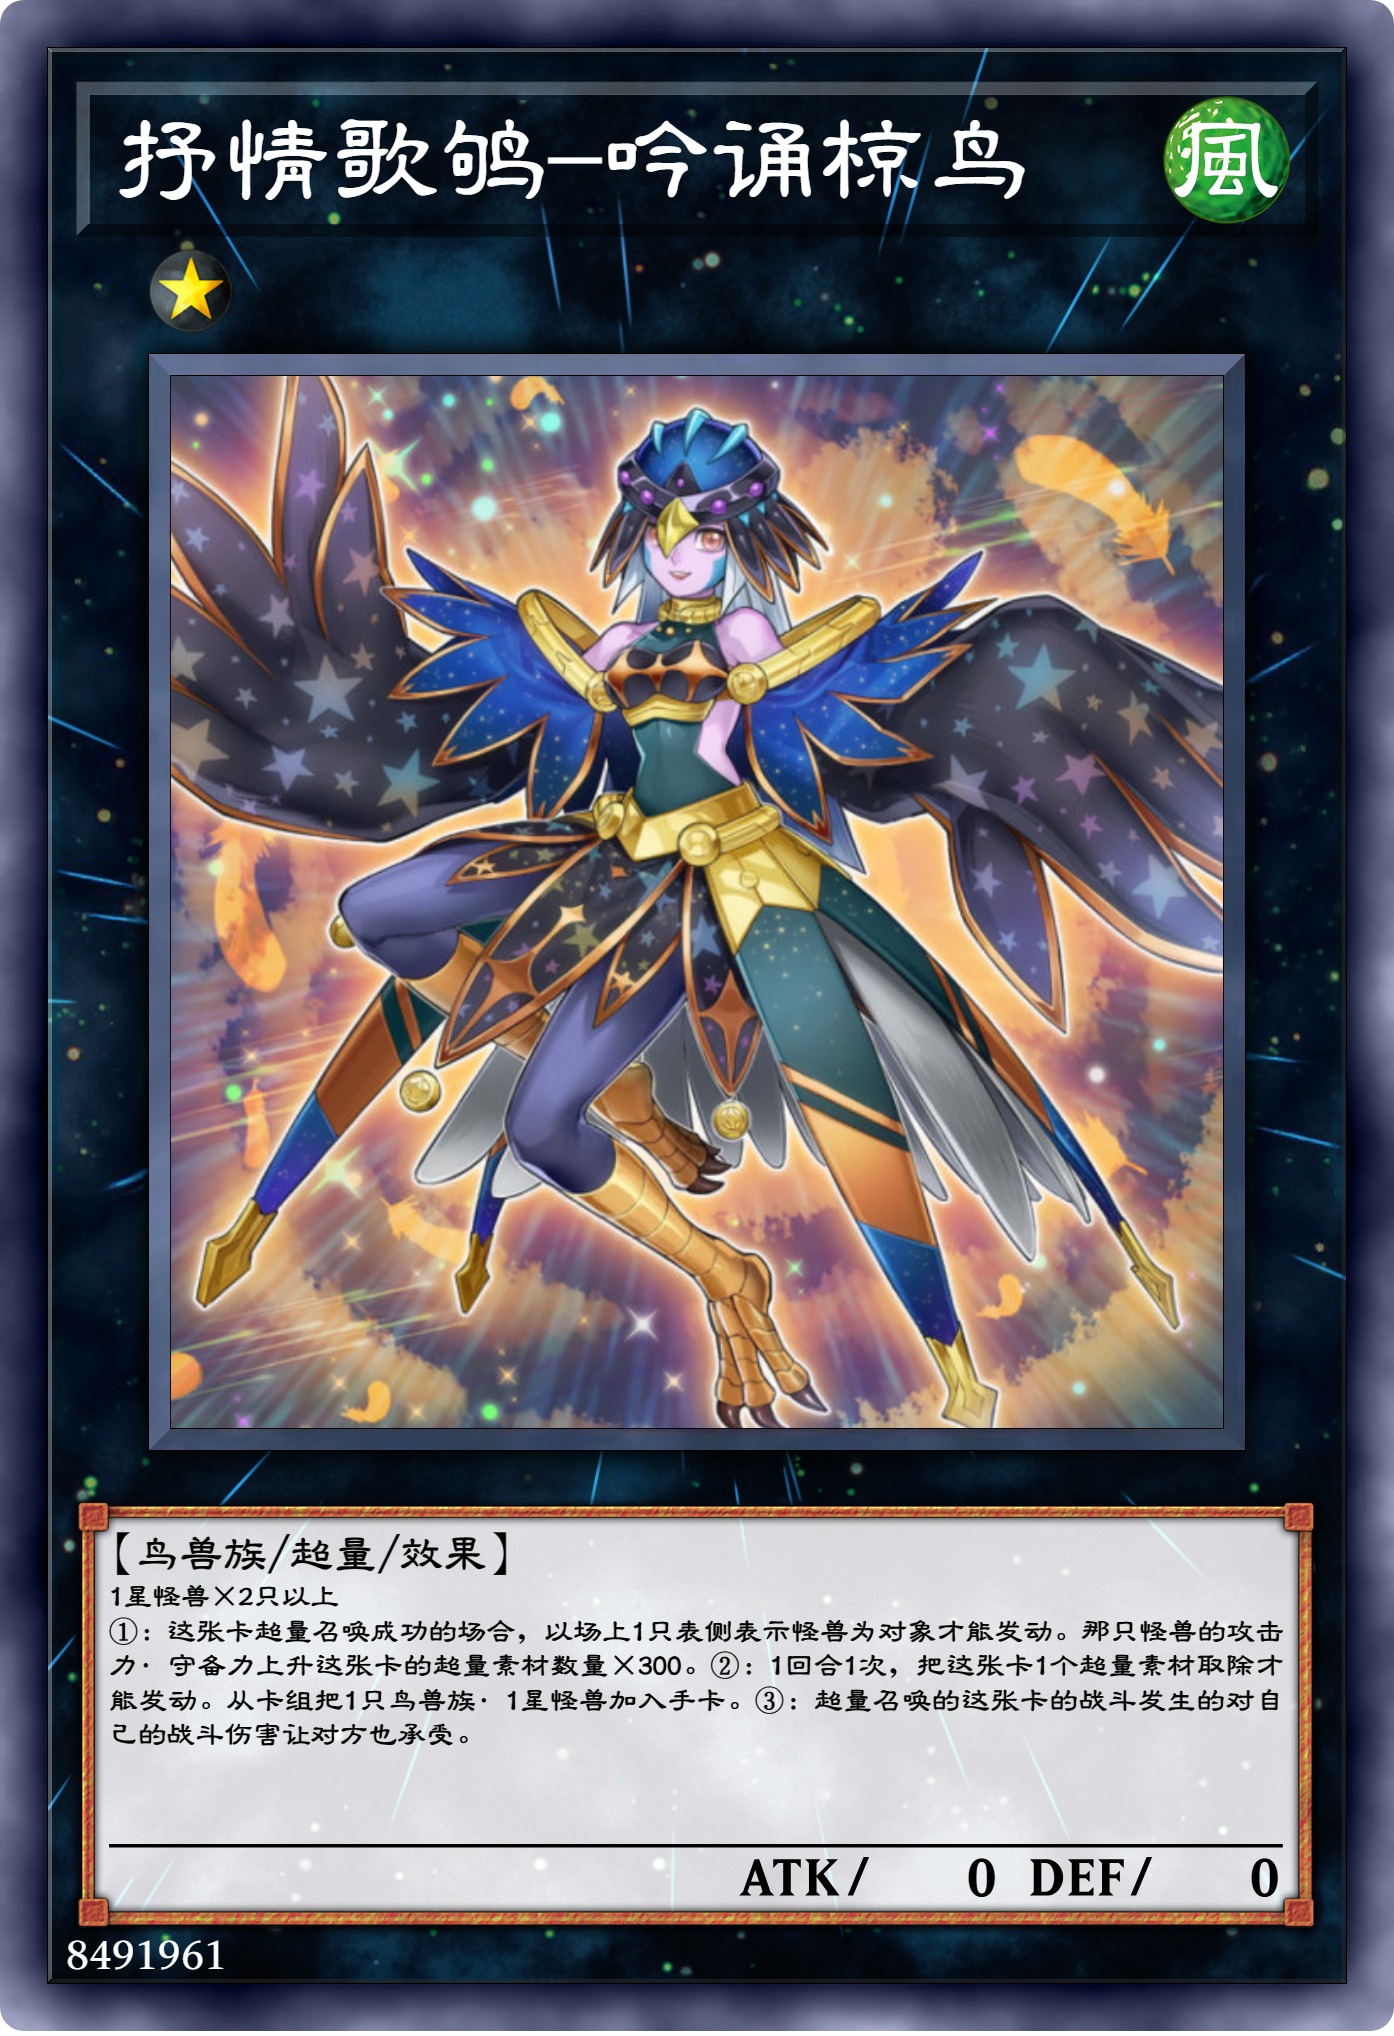 抒情歌鸲-吟诵椋鸟
風
【鸟兽族/超量/效果】
1星怪兽×2只以上
①：这张卡超量召唤成功的场合，以场上1只表侧表示怪兽为对象才能发动。那只怪兽的攻击
力·守备力上升这张卡的超量素材数量×300。②：1回合1次，把这张卡1个超量素材取除才
能发动。从卡组把1只鸟兽族·1星怪兽加入手卡。③：超量召唤的这张卡的战斗发生的对自
己的战斗伤害让对方也承受。
ATK/ 0 DEF/ 0
8491961